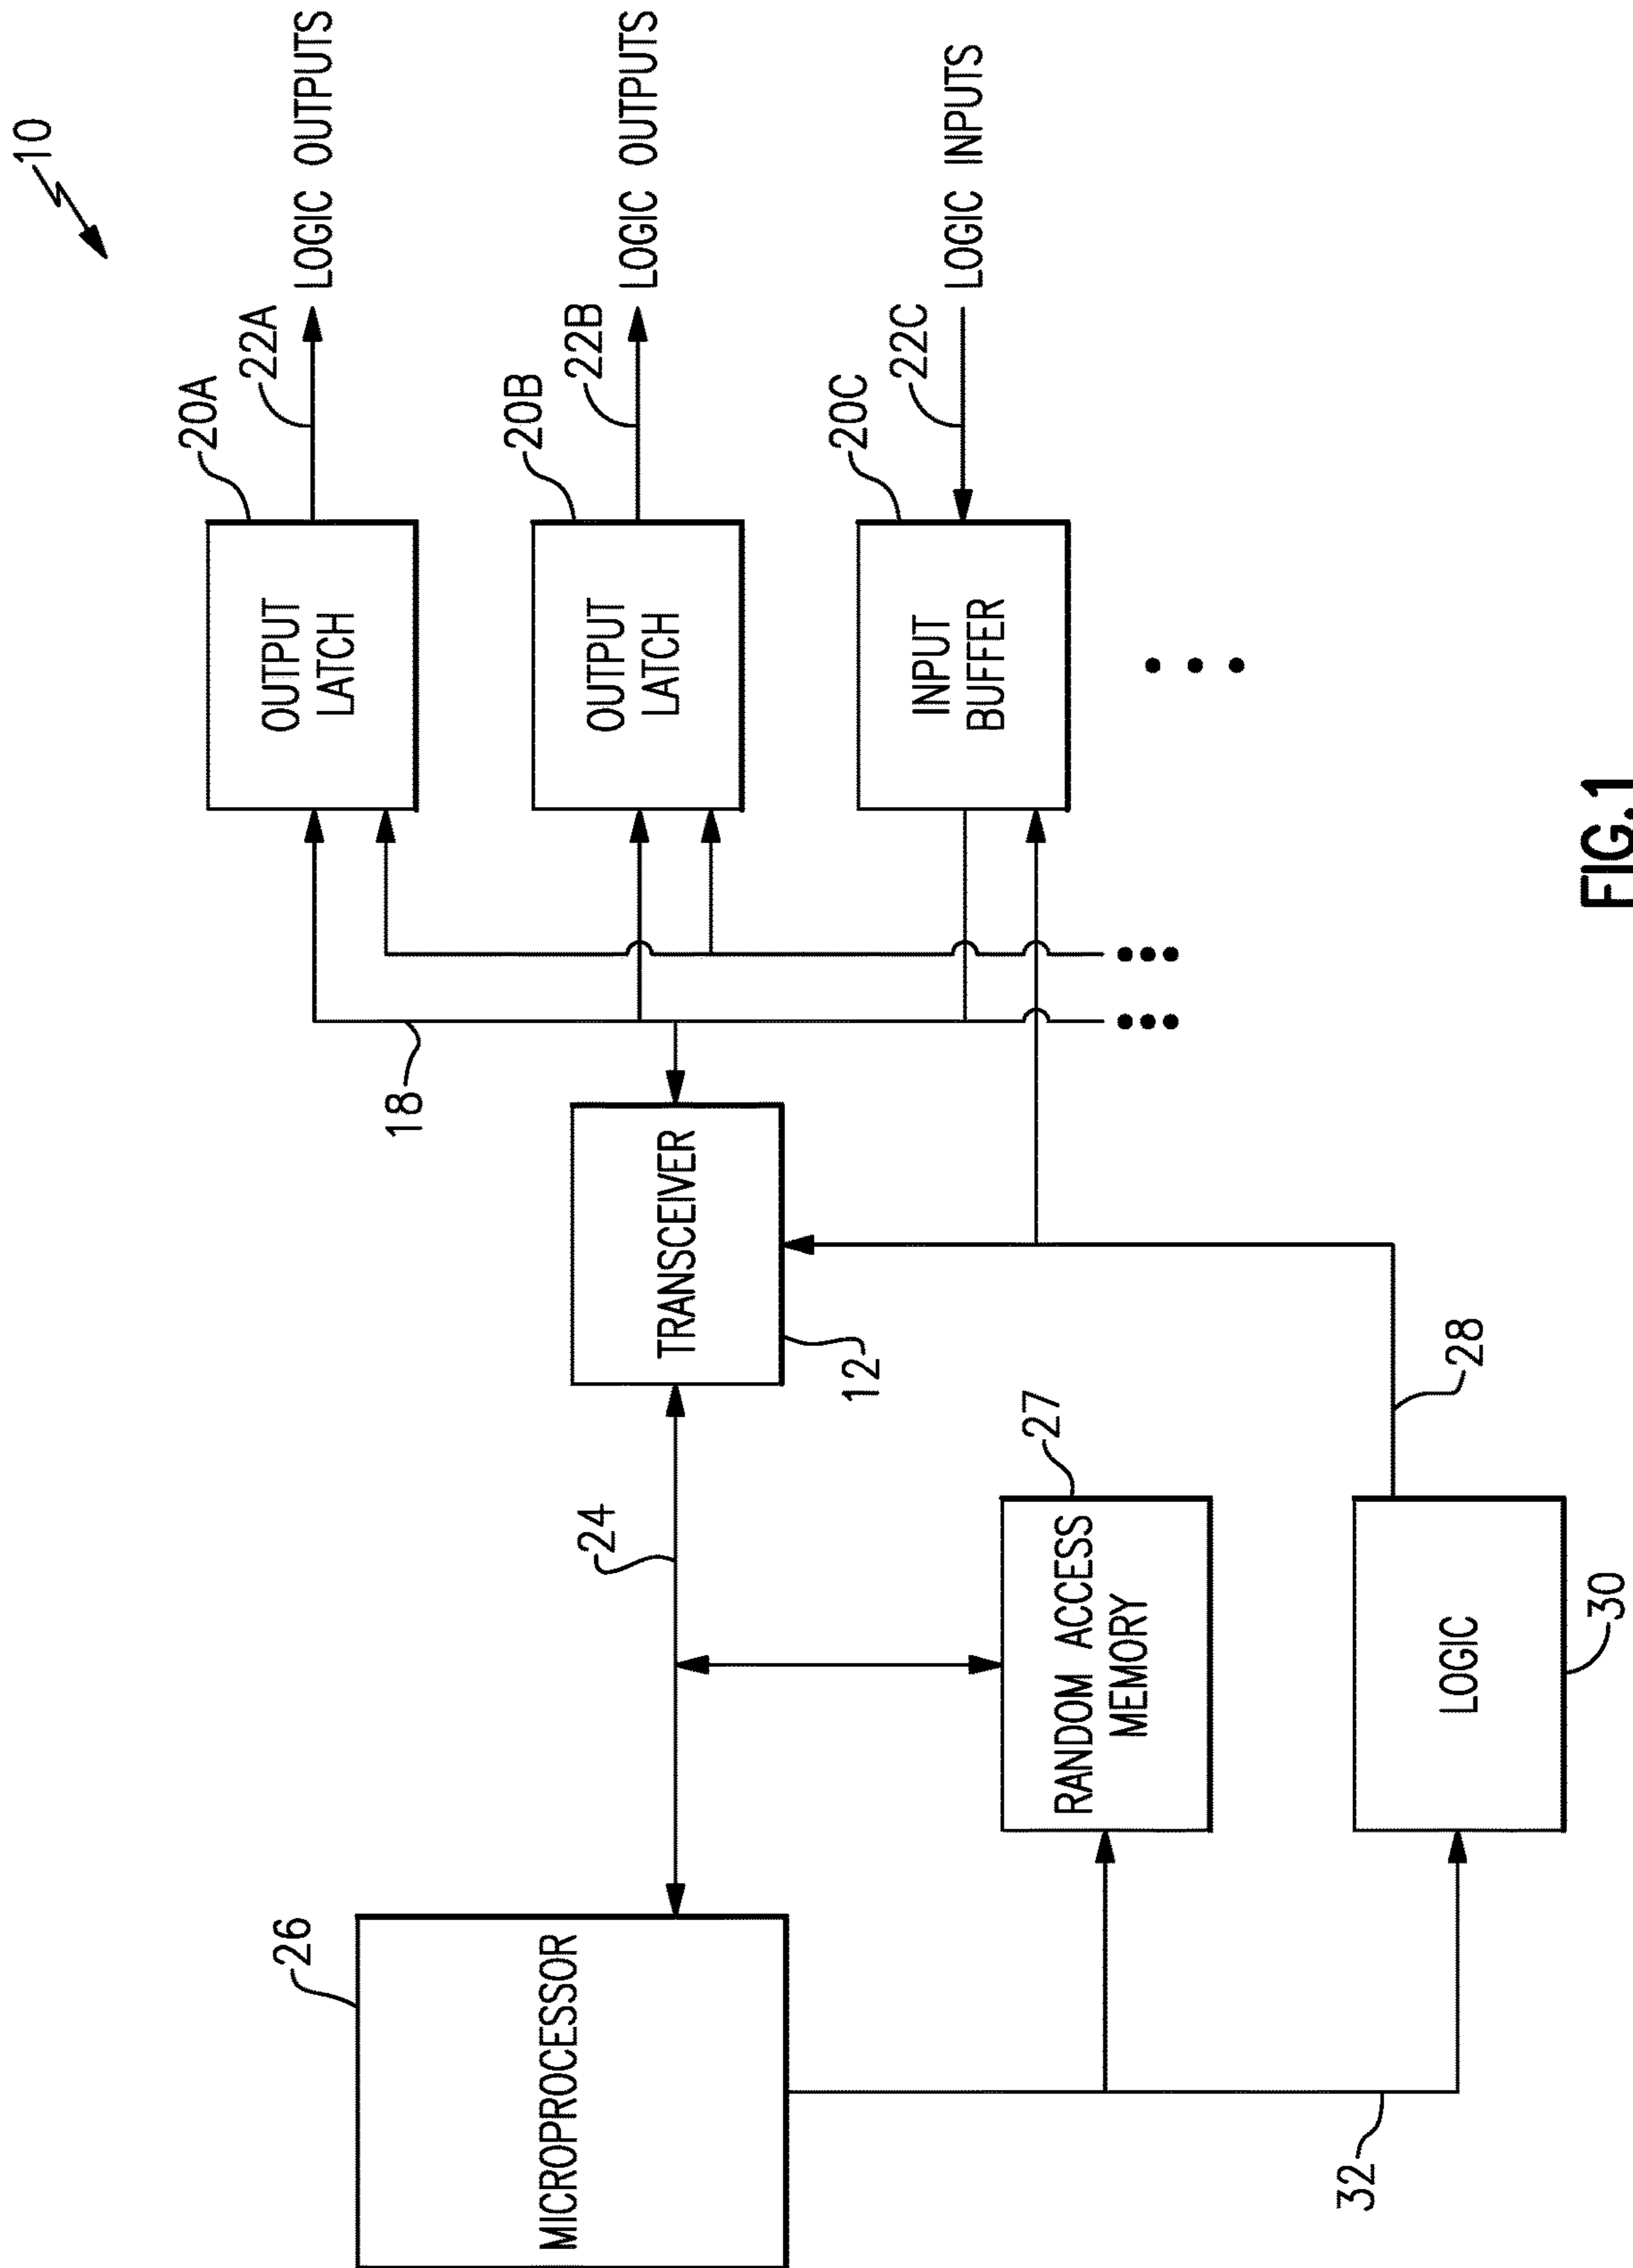 10
26
MICROPROCESSOR
24
TRANSCEIVER
12
18
OUTPUT
LATCH
20A
22A
LOGIC OUTPUTS
OUTPUT
LATCH
20B
22B
LOGIC OUTPUTS
INPUT
BUFFER
20C
22C
LOGIC INPUTS
RANDOM ACCESS
MEMORY
27
LOGIC
28
30
32
FIG.1